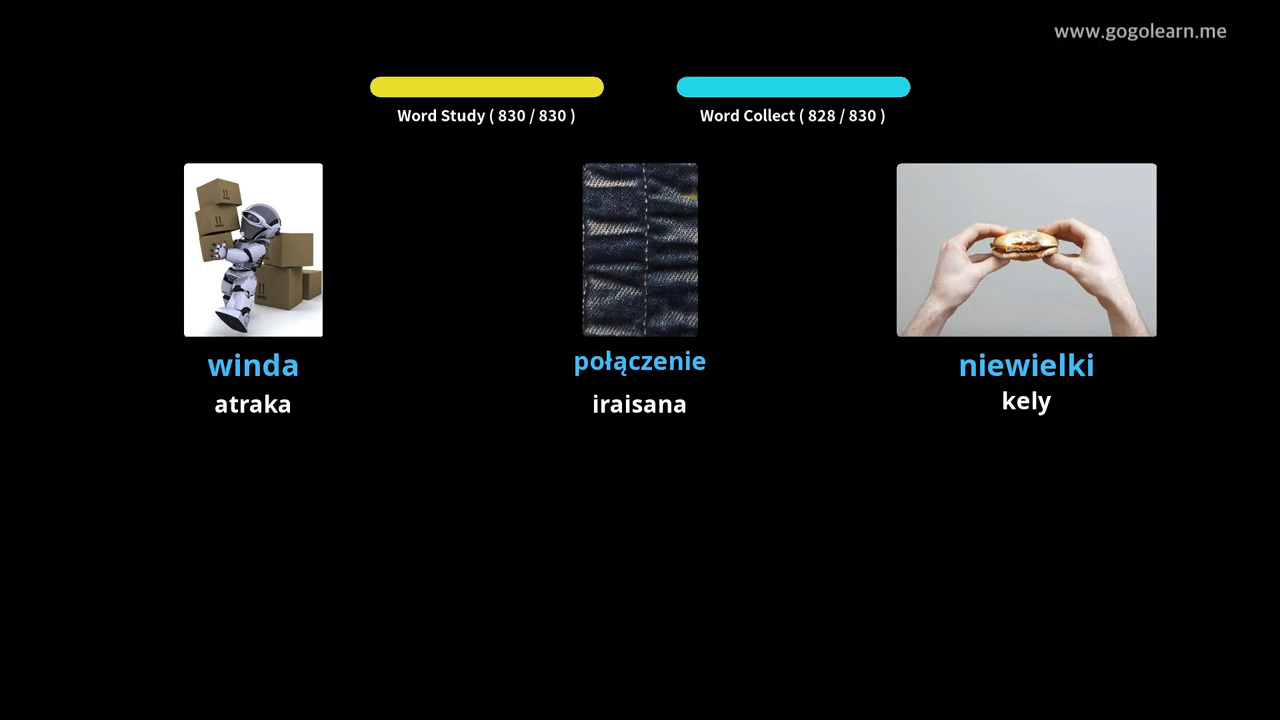 www.gogolearn.me
Word Study ( 830 / 830 )
Word Collect ( 828 / 830 )
winda
połączenie
niewielki
atraka
iraisana
kely